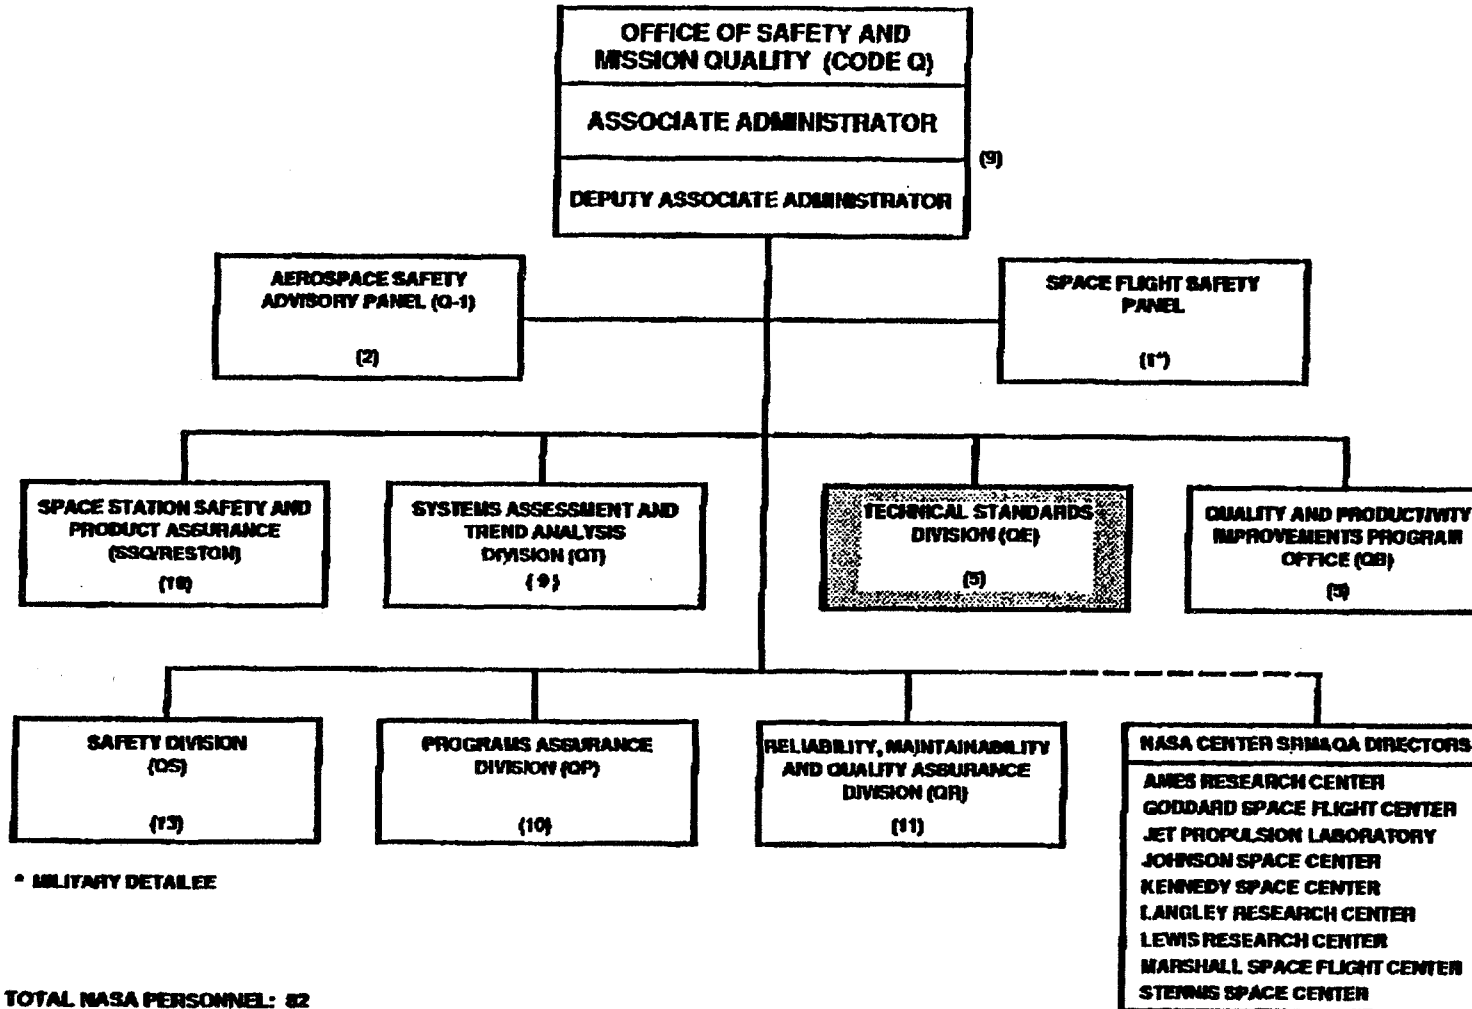 OFFICE OF SAFETY AND
MISSION QUALITY (CODE Q)
ASSOCIATE ADMINISTRATOR
(9)
DEPUTY ASSOCIATE ADMINISTRATOR
AEROSPACE SAFETY
ADVISORY PANEL (Q-1)
(2)
SPACE FLIGHT SAFETY
PANEL
(1*)
SPACE STATION SAFETY AND
PRODUCT ASSURANCE
(SSQ/RESTON)
(18)
SYSTEMS ASSESSMENT AND
TREND ANALYSIS
DIVISION (QT)
(9)
TECHNICAL STANDARDS
DIVISION (QE)
(5)
QUALITY AND PRODUCTIVITY
IMPROVEMENTS PROGRAM
OFFICE (QB)
(5)
SAFETY DIVISION
(QS)
(13)
PROGRAMS ASSURANCE
DIVISION (QP)
(10)
RELIABILITY, MAINTAINABILITY
AND QUALITY ASSURANCE
DIVISION (QR)
(11)
NASA CENTER SRM&QA DIRECTORS
AMES RESEARCH CENTER
GODDARD SPACE FLIGHT CENTER
JET PROPULSION LABORATORY
JOHNSON SPACE CENTER
KENNEDY SPACE CENTER
LANGLEY RESEARCH CENTER
LEWIS RESEARCH CENTER
MARSHALL SPACE FLIGHT CENTER
STENNIS SPACE CENTER
* MILITARY DETAILEE
TOTAL NASA PERSONNEL: 82